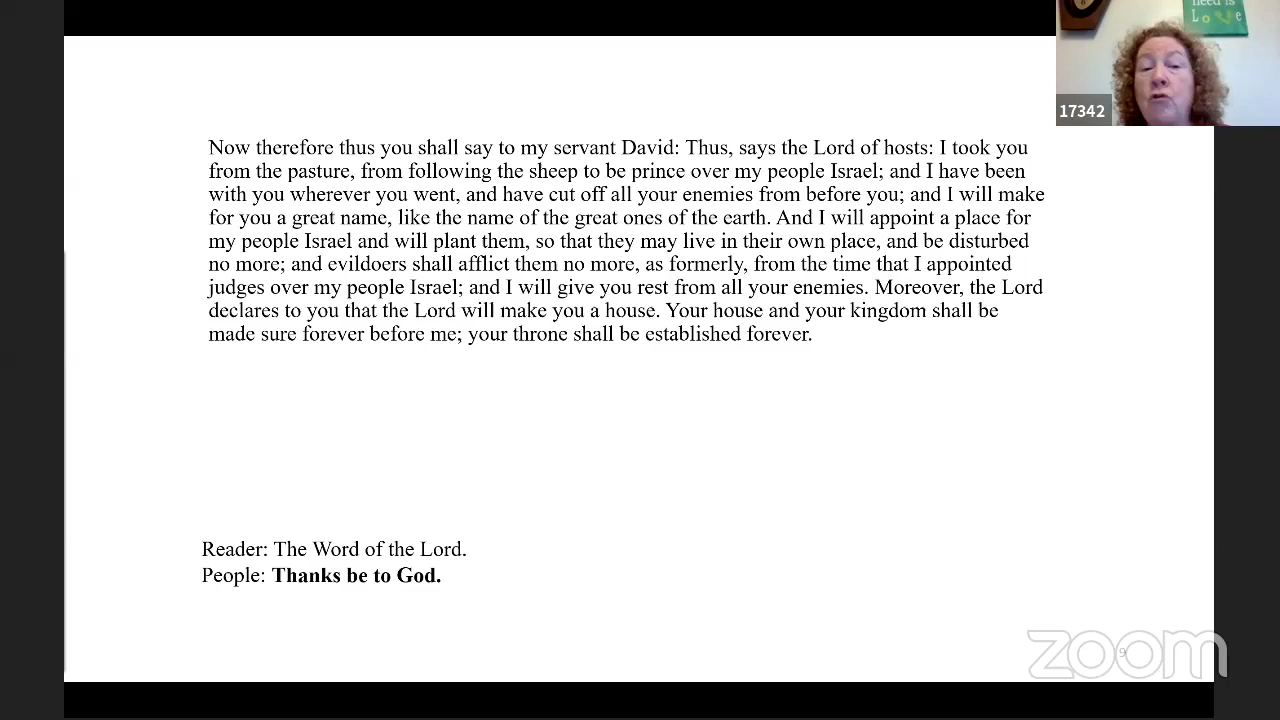 need is
Love
17342
Now therefore thus you shall say to my servant David: Thus, says the Lord of hosts: I took you
from the pasture, from following the sheep to be prince over my people Israel; and I have been
with you wherever you went, and have cut off all your enemies from before you; and I will make
for you a great name, like the name of the great ones of the earth. And I will appoint a place for
my people Israel and will plant them, so that they may live in their own place, and be disturbed
no more; and evildoers shall afflict them no more, as formerly, from the time that I appointed
judges over my people Israel; and I will give you rest from all your enemies. Moreover, the Lord
declares to you that the Lord will make you a house. Your house and your kingdom shall be
made sure forever before me; your throne shall be established forever.
Reader: The Word of the Lord.
People: Thanks be to God.
zoom
9